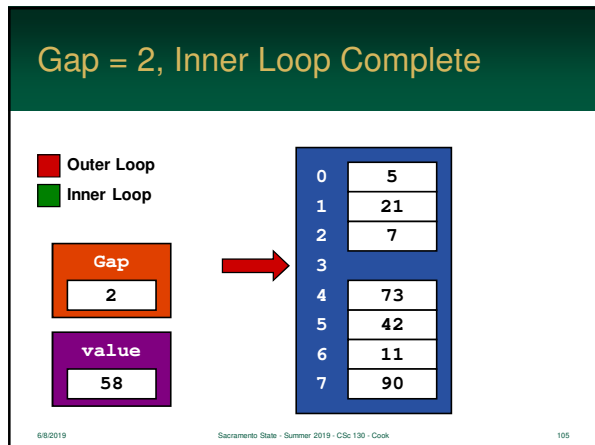 Gap = 2, Inner Loop Complete
Outer Loop
Inner Loop
Gap
2
value
58
0 5
1 21
2 7
3
4 73
5 42
6 11
7 90
6/8/2019 Sacramento State - Summer 2019 - CSc 130 - Cook 105